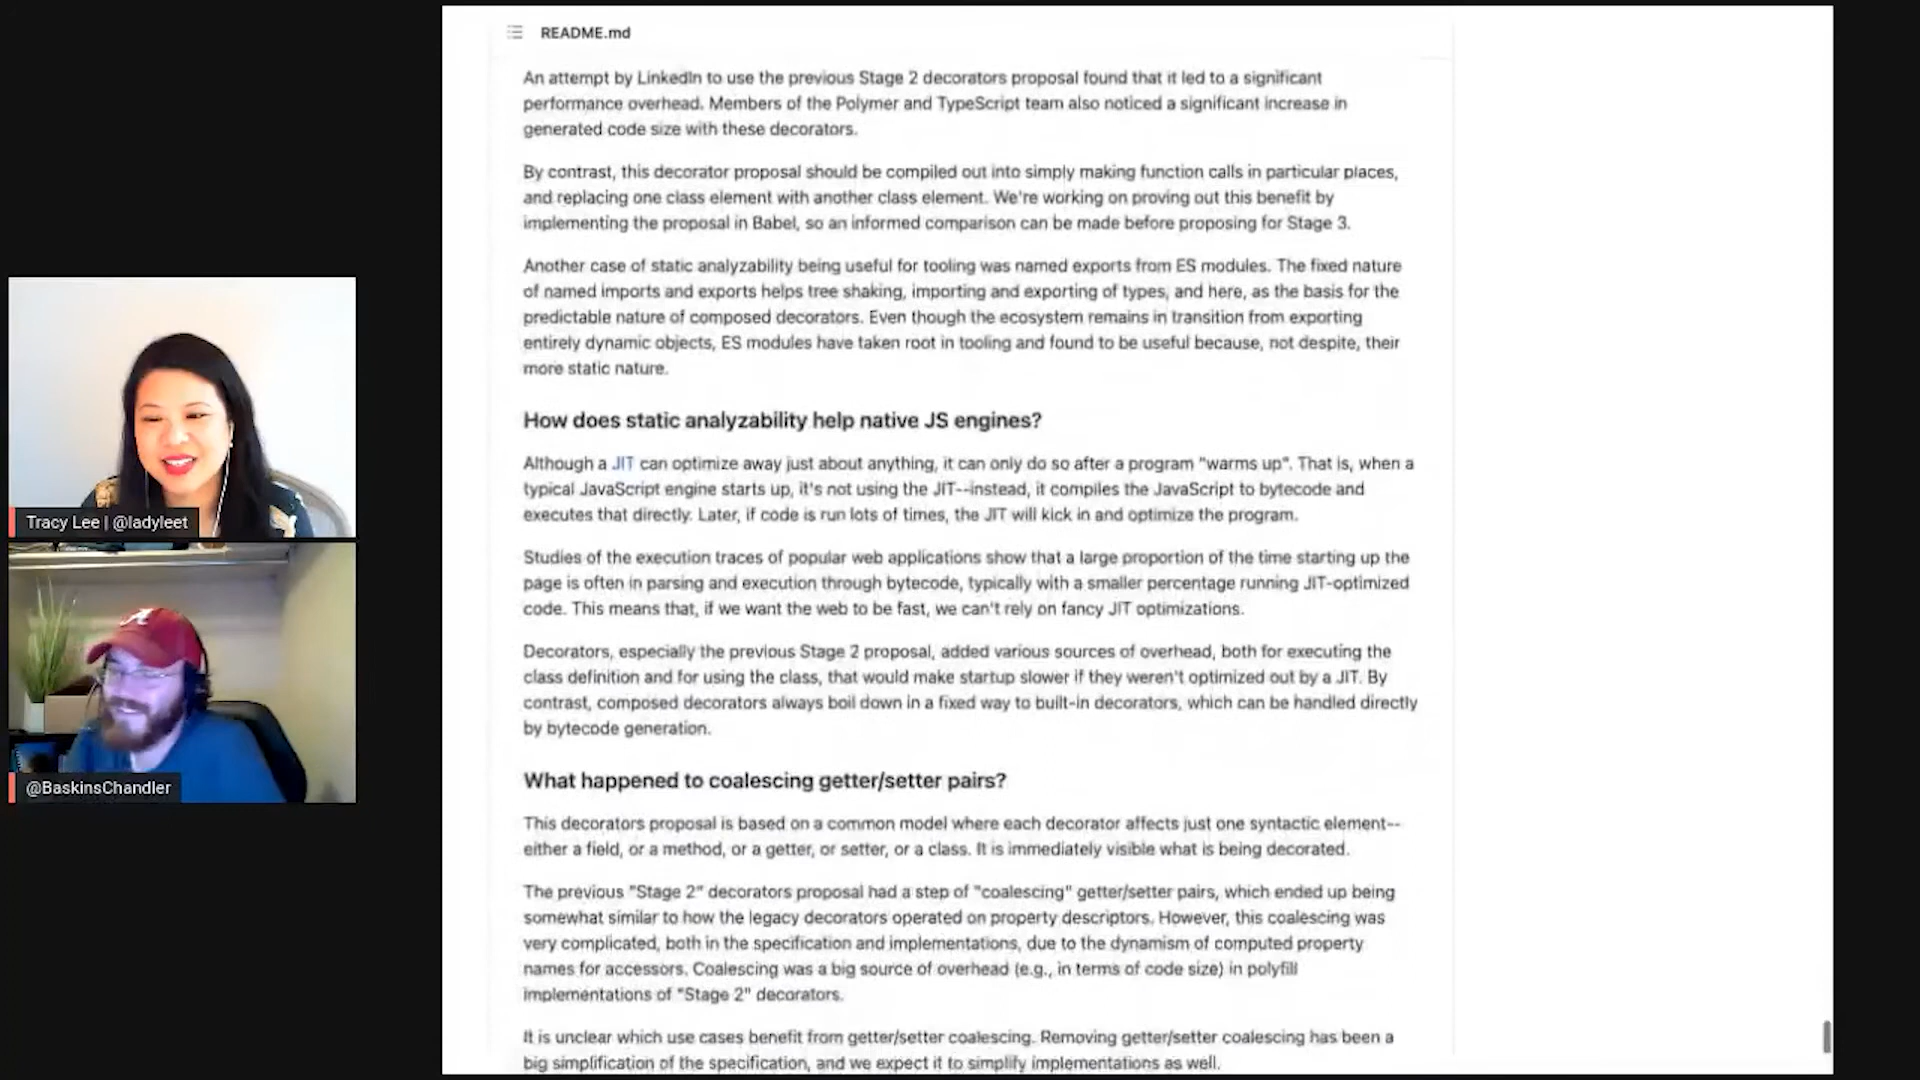 README.md
An attempt by LinkedIn to use the previous Stage 2 decorators proposal found that it led to a significant
performance overhead. Members of the Polymer and TypeScript team also noticed a significant increase in
generated code size with these decorators.
By contrast, this decorator proposal should be compiled out into simply making function calls in particular places,
and replacing one class element with another class element. We're working on proving out this benefit by
implementing the proposal in Babel, so an informed comparison can be made before proposing for Stage 3.
Another case of static analyzability being useful for tooling was named exports from ES modules. The fixed nature
of named imports and exports helps tree shaking, importing and exporting of types, and here, as the basis for the
predictable nature of composed decorators. Even though the ecosystem remains in transition from exporting
entirely dynamic objects, ES modules have taken root in tooling and found to be useful because, not despite, their
more static nature.
How does static analyzability help native JS engines?
Although a JIT can optimize away just about anything, it can only do so after a program "warms up". That is, when a
typical JavaScript engine starts up, it's not using the JIT--instead, it compiles the JavaScript to bytecode and
executes that directly. Later, if code is run lots of times, the JIT will kick in and optimize the program.
Studies of the execution traces of popular web applications show that a large proportion of the time starting up the
page is often in parsing and execution through bytecode, typically with a smaller percentage running JIT-optimized
code. This means that, if we want the web to be fast, we can't rely on fancy JIT optimizations.
Decorators, especially the previous Stage 2 proposal, added various sources of overhead, both for executing the
class definition and for using the class, that would make startup slower if they weren't optimized out by a JIT. By
contrast, composed decorators always boil down in a fixed way to built-in decorators, which can be handled directly
by bytecode generation.
What happened to coalescing getter/setter pairs?
This decorators proposal is based on a common model where each decorator affects just one syntactic element--
either a field, or a method, or a getter, or setter, or a class. It is immediately visible what is being decorated.
The previous "Stage 2" decorators proposal had a step of "coalescing" getter/setter pairs, which ended up being
somewhat similar to how the legacy decorators operated on property descriptors. However, this coalescing was
very complicated, both in the specification and implementations, due to the dynamism of computed property
names for accessors. Coalescing was a big source of overhead (e.g., in terms of code size) in polyfill
implementations of "Stage 2" decorators.
It is unclear which use cases benefit from getter/setter coalescing. Removing getter/setter coalescing has been a
big simplification of the specification, and we expect it to simplify implementations as well.
Tracy Lee | @ladyleet
A
@BaskinsChandler